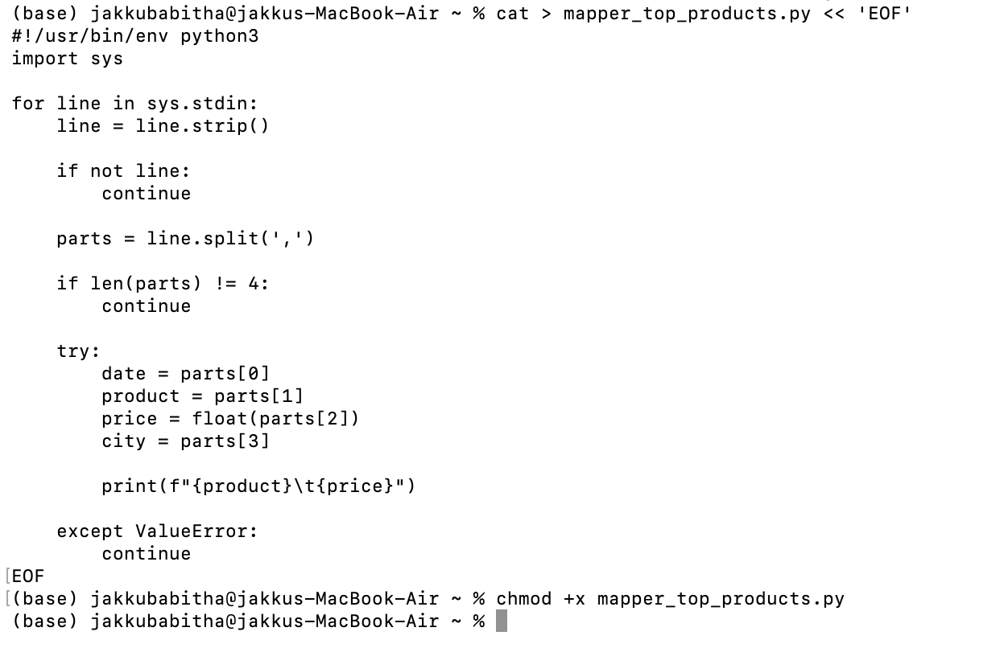 (base) jakkubabitha@jakkus-MacBook-Air ~ % cat > mapper_top_products.py << 'EOF'
#!/usr/bin/env python3
import sys

for line in sys.stdin:
    line = line.strip()

    if not line:
        continue

    parts = line.split(',')

    if len(parts) != 4:
        continue

    try:
        date = parts[0]
        product = parts[1]
        price = float(parts[2])
        city = parts[3]

        print(f"{product}\t{price}")

    except ValueError:
        continue
[EOF
[(base) jakkubabitha@jakkus-MacBook-Air ~ % chmod +x mapper_top_products.py
(base) jakkubabitha@jakkus-MacBook-Air ~ %